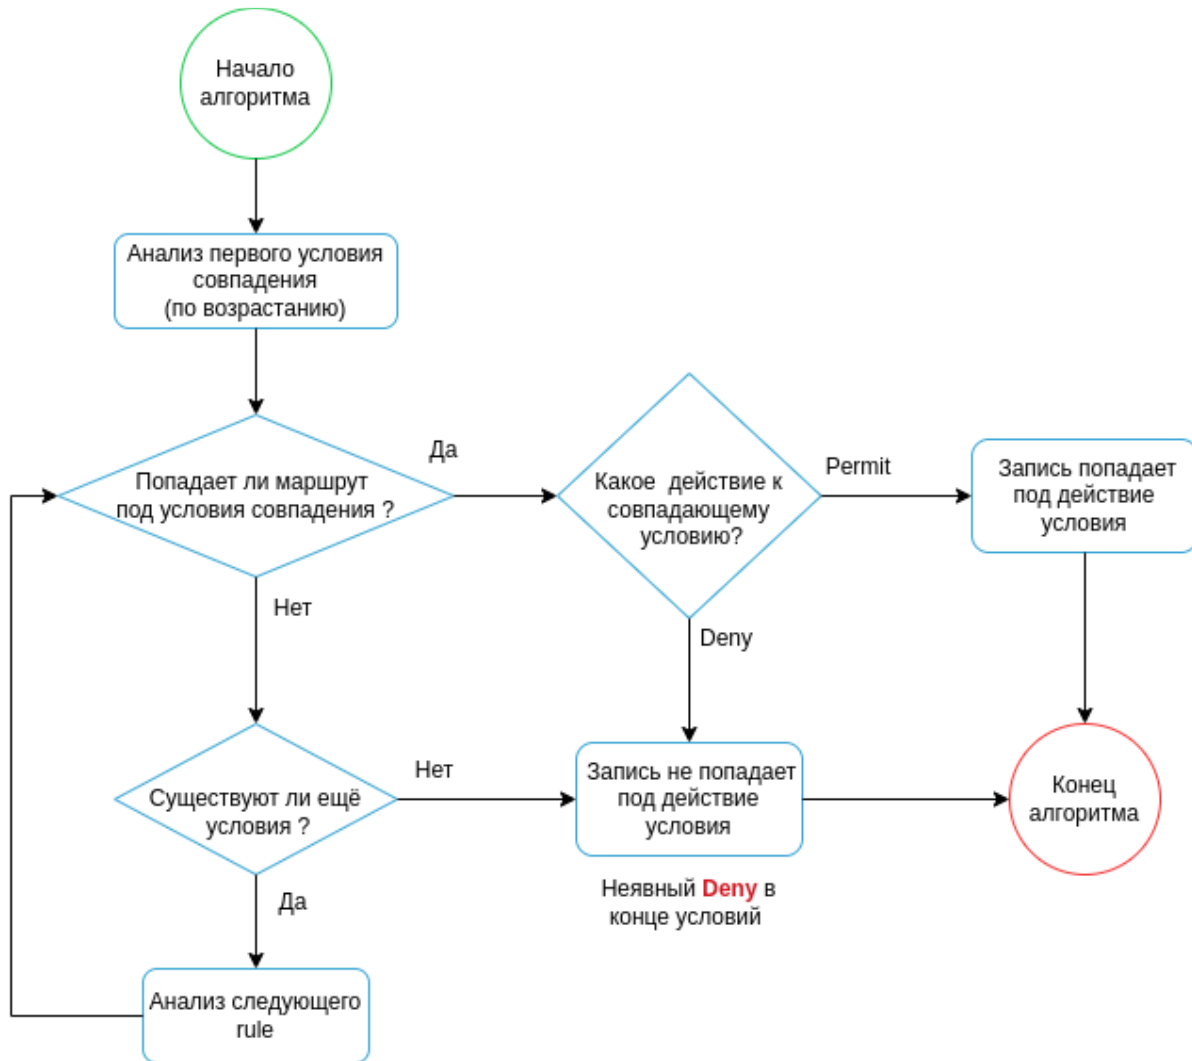 Начало
алгоритма
Анализ первого условия
совпадения
(по возрастанию)
Попадает ли маршрут
под условия совпадения ?
Да
Какое действие к
совпадающему
условию?
Permit
Запись попадает
под действие
условия
Нет
Deny
Существуют ли ещё
условия ?
Нет
Запись не попадает
под действие
условия
Конец
алгоритма
Неявный Deny в
конце условий
Да
Анализ следующего
rule